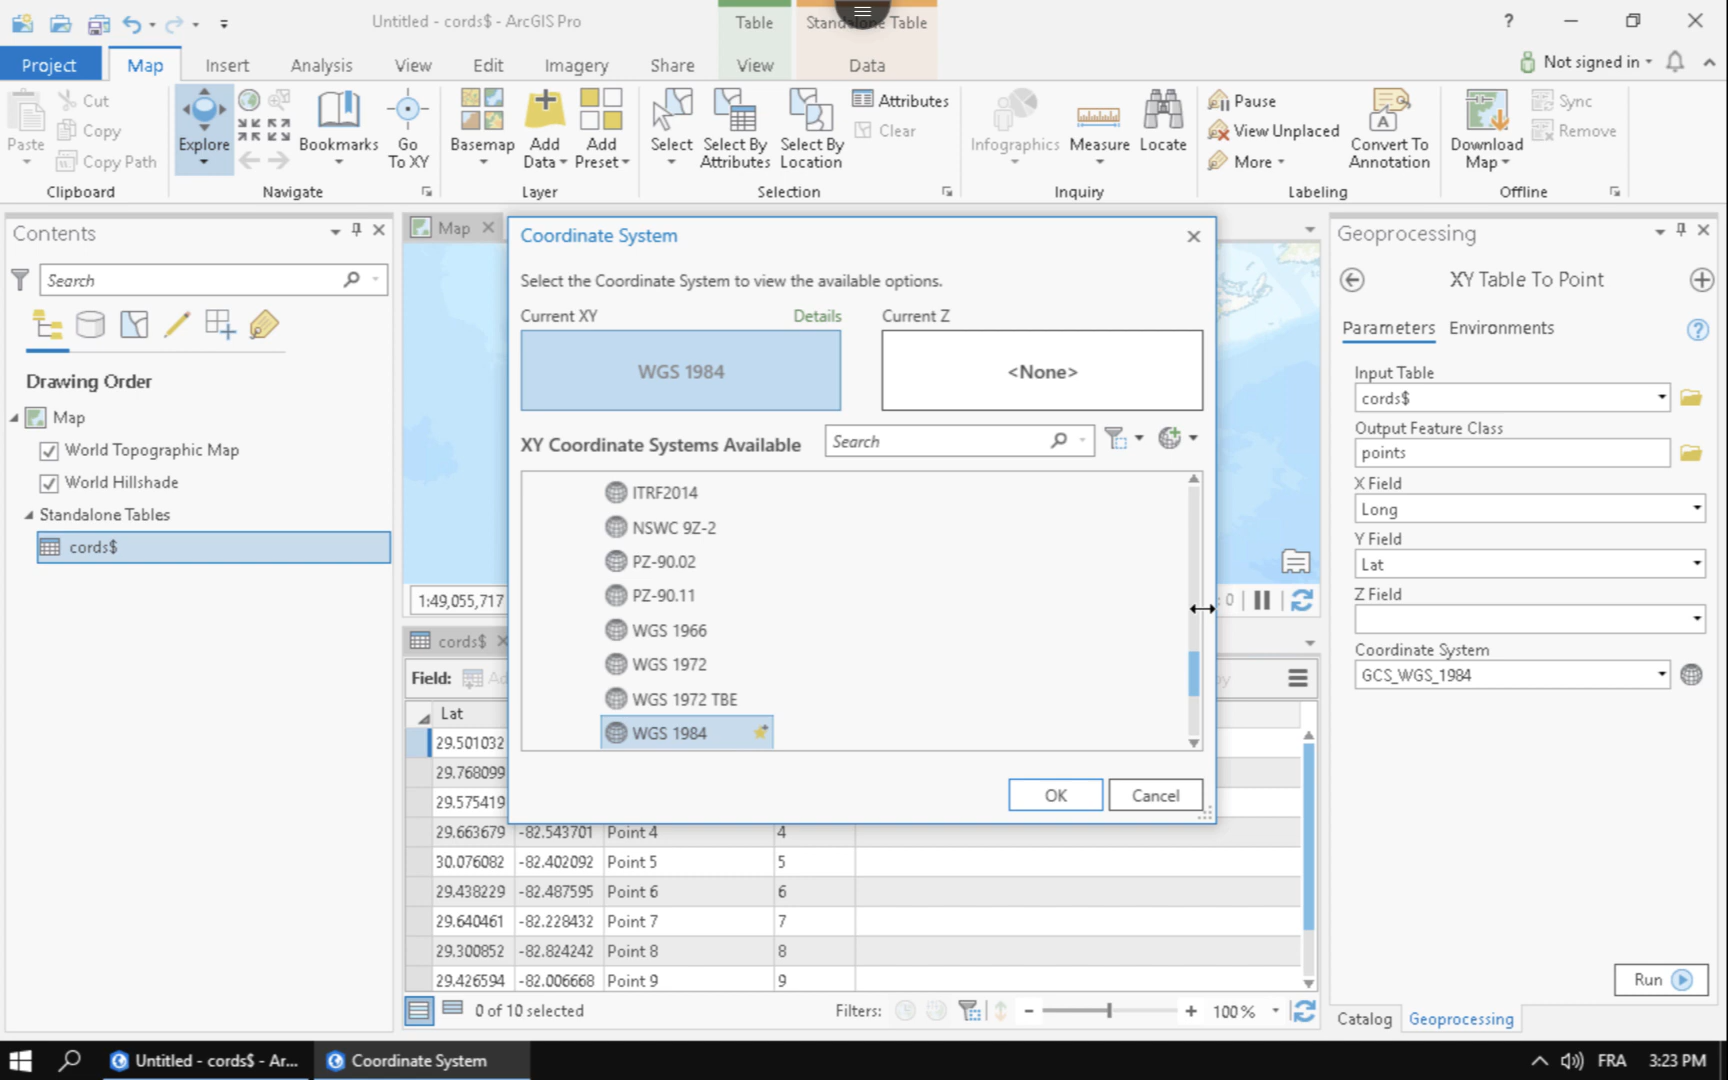 Untitled - cords$ - ArcGIS Pro
Table
Standalone Table
?
Project
Map
Insert
Analysis
View
Edit
Imagery
Share
View
Data
Not signed in
Paste
Cut
Copy
Copy Path
Clipboard
Explore
Bookmarks
Go To XY
Navigate
Basemap
Add Data
Add Preset
Layer
Select
Select By Attributes
Select By Location
Attributes
Clear
Selection
Infographics
Measure
Locate
Inquiry
Pause
View Unplaced
More
Convert To Annotation
Labeling
Download Map
Sync
Remove
Offline
Contents
Search
Drawing Order
Map
World Topographic Map
World Hillshade
Standalone Tables
cords$
Map
1:49,055,717
: 0
cords$
Field:
Ad
Lat
29.501032
29.768099
29.575419
29.663679 -82.543701 Point 4 4
30.076082 -82.402092 Point 5 5
29.438229 -82.487595 Point 6 6
29.640461 -82.228432 Point 7 7
29.300852 -82.824242 Point 8 8
29.426594 -82.006668 Point 9 9
0 of 10 selected
Filters:
- + 100%
Coordinate System
Select the Coordinate System to view the available options.
Current XY
Details
Current Z
WGS 1984
<None>
XY Coordinate Systems Available
Search
ITRF2014
NSWC 9Z-2
PZ-90.02
PZ-90.11
WGS 1966
WGS 1972
WGS 1972 TBE
WGS 1984
OK
Cancel
Geoprocessing
XY Table To Point
Parameters
Environments
?
Input Table
cords$
Output Feature Class
points
X Field
Long
Y Field
Lat
Z Field
Coordinate System
GCS_WGS_1984
Run
Catalog
Geoprocessing
Untitled - cords$ - Ar...
Coordinate System
FRA
3:23 PM